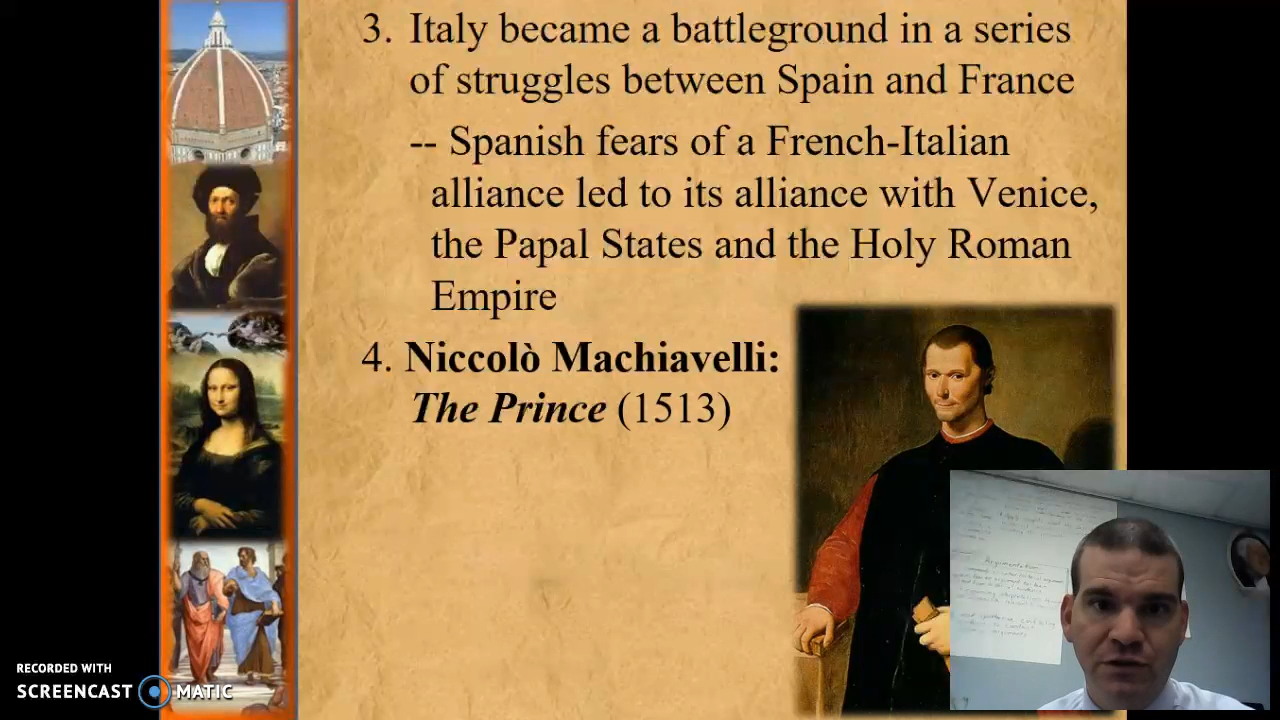 3. Italy became a battleground in a series
of struggles between Spain and France
-- Spanish fears of a French-Italian
alliance led to its alliance with Venice,
the Papal States and the Holy Roman
Empire
4. Niccolò Machiavelli:
The Prince (1513)
Argumentation
RECORDED WITH
SCREENCAST MATIC